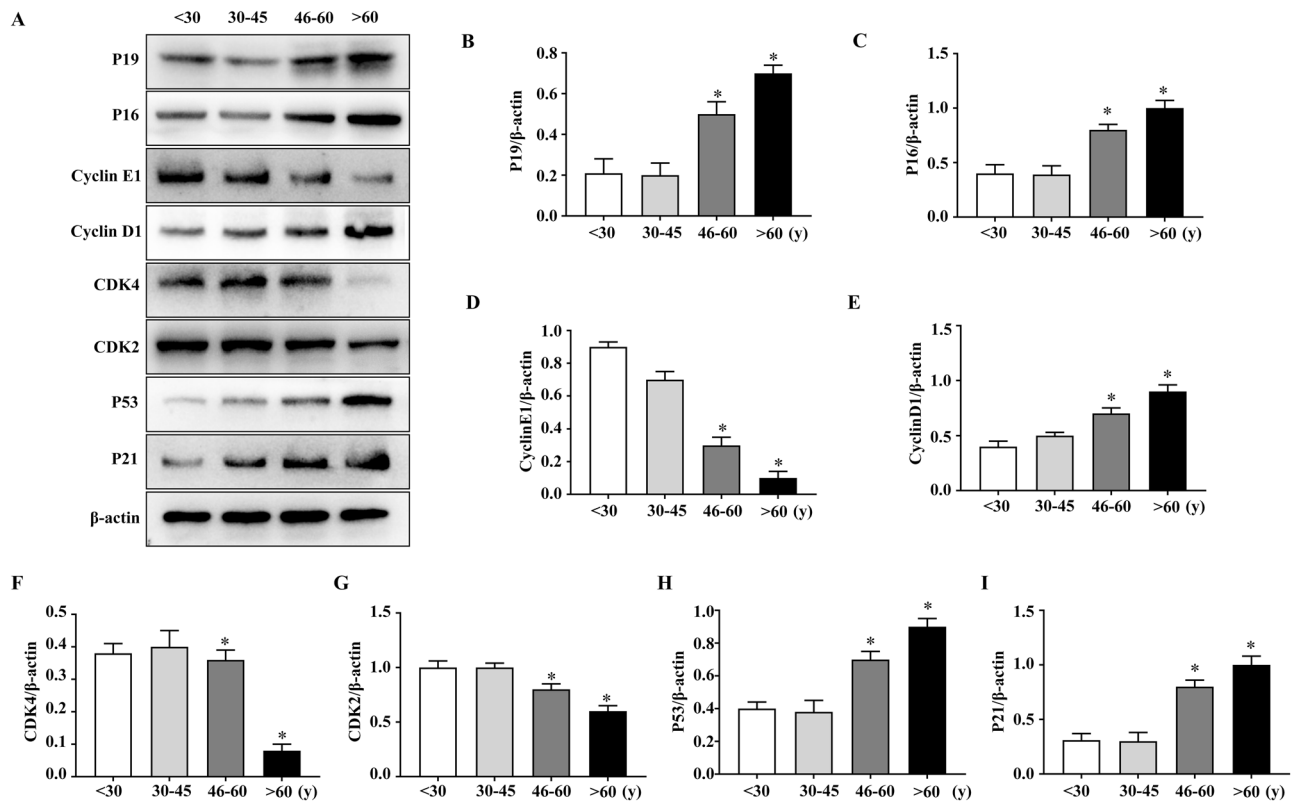 A
<30 30-45 46-60 >60
P19
P16
Cyclin E1
Cyclin D1
CDK4
CDK2
P53
P21
β-actin
B
P19/β-actin
0.8
0.6
0.4
0.2
0.0
*
*
<30 30-45 46-60 >60 (y)
C
P16/β-actin
1.5
1.0
0.5
0.0
*
*
<30 30-45 46-60 >60 (y)
D
CyclinE1/β-actin
1.0
0.8
0.6
0.4
0.2
0.0
*
*
<30 30-45 46-60 >60 (y)
E
CyclinD1/β-actin
1.5
1.0
0.5
0.0
*
*
<30 30-45 46-60 >60 (y)
F
CDK4/β-actin
0.5
0.4
0.3
0.2
0.1
0.0
*
*
<30 30-45 46-60 >60 (y)
G
CDK2/β-actin
1.5
1.0
0.5
0.0
*
*
<30 30-45 46-60 >60 (y)
H
P53/β-actin
1.0
0.8
0.6
0.4
0.2
0.0
*
*
<30 30-45 46-60 >60 (y)
I
P21/β-actin
1.5
1.0
0.5
0.0
*
*
<30 30-45 46-60 >60 (y)